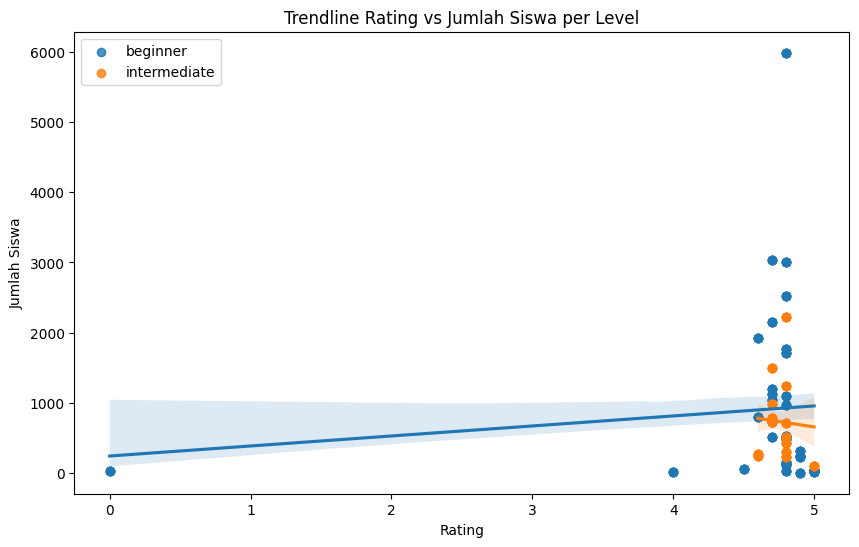 Trendline Rating vs Jumlah Siswa per Level
beginner
intermediate
6000
5000
4000
3000
2000
1000
0
Jumlah Siswa
0 1 2 3 4 5
Rating